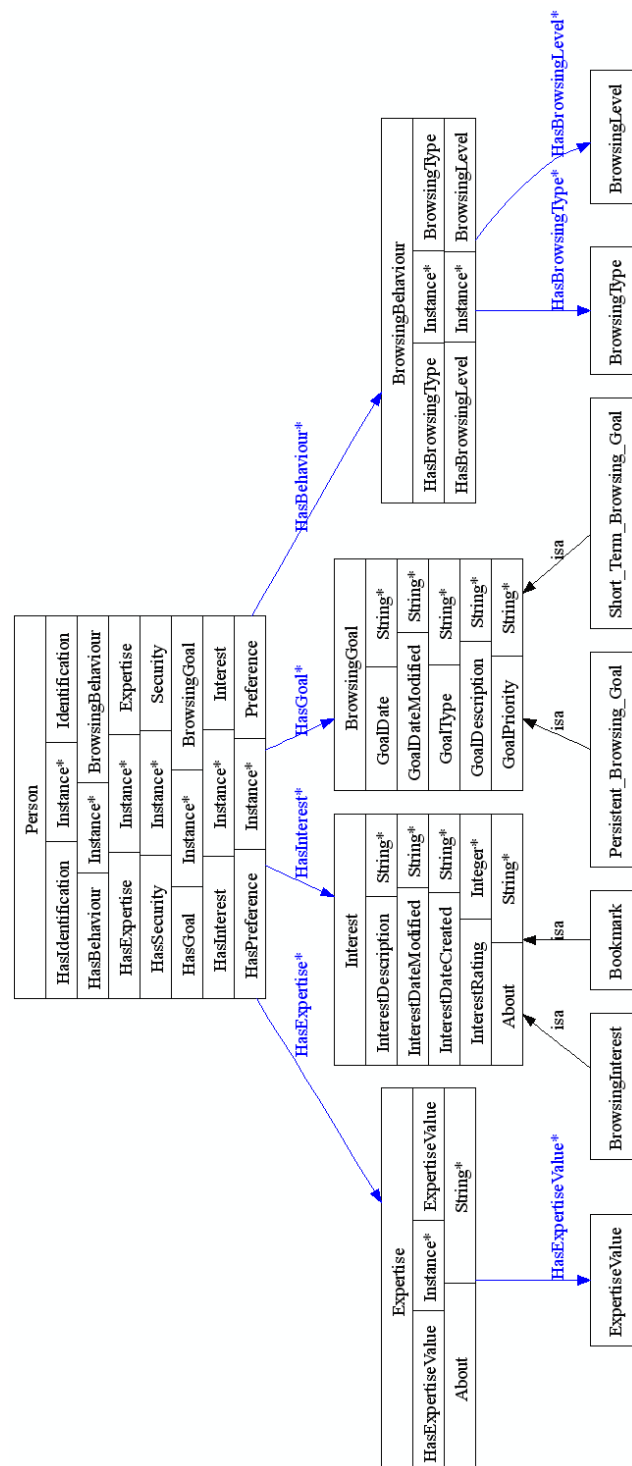 Person
HasIdentification Instance* Identification
HasBehaviour Instance* BrowsingBehaviour
HasExpertise Instance* Expertise
HasSecurity Instance* Security
HasGoal Instance* BrowsingGoal
HasInterest Instance* Interest
HasPreference Instance* Preference
HasExpertise*
HasInterest*
HasGoal*
HasBehaviour*
Expertise
HasExpertiseValue Instance* ExpertiseValue
About String*
Interest
InterestDescription String*
InterestDateModified String*
InterestDateCreated String*
InterestRating Integer*
About String*
BrowsingGoal
GoalDate String*
GoalDateModified String*
GoalType String*
GoalDescription String*
GoalPriority String*
BrowsingBehaviour
HasBrowsingType Instance* BrowsingType
HasBrowsingLevel Instance* BrowsingLevel
HasExpertiseValue*
isa
isa
isa
isa
HasBrowsingType*
HasBrowsingLevel*
ExpertiseValue
BrowsingInterest
Bookmark
Persistent_Browsing_Goal
Short_Term_Browsing_Goal
BrowsingType
BrowsingLevel